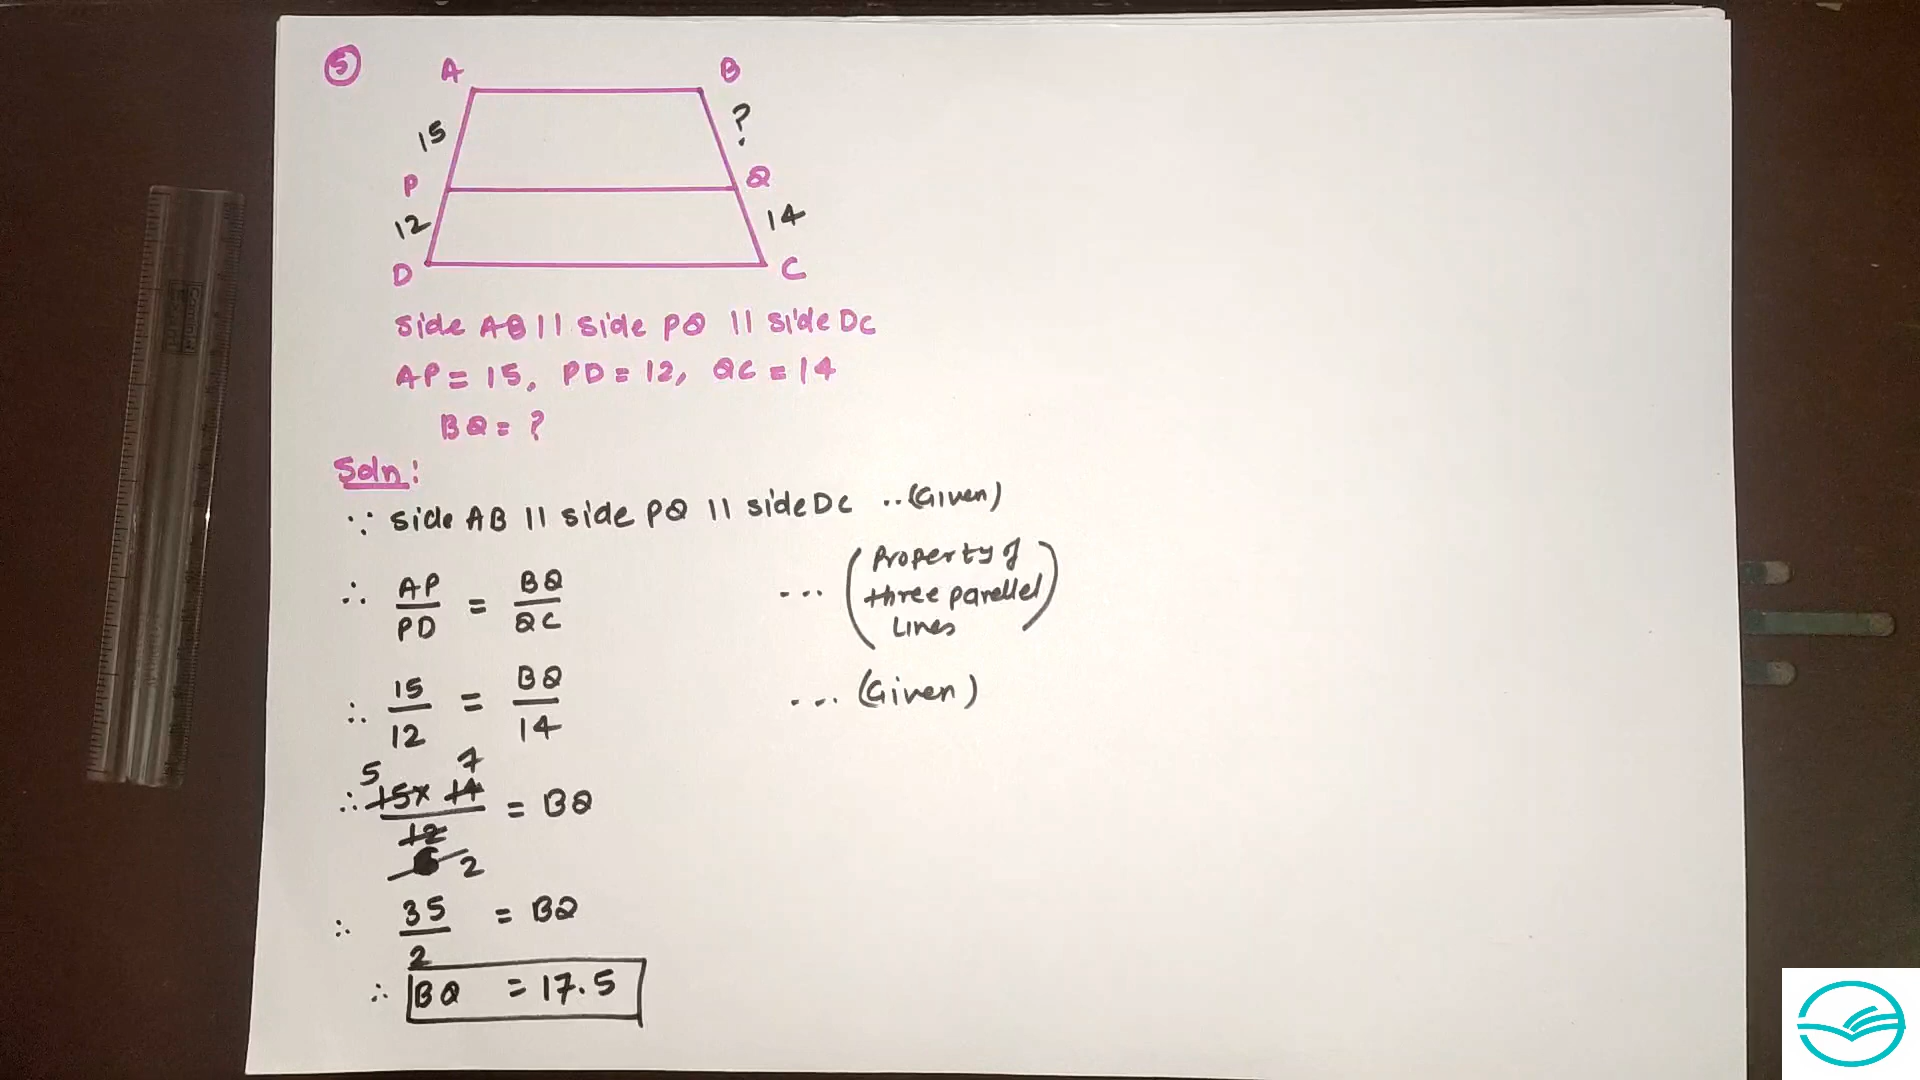 5
A B
15 ?
P Q
12 14
D C
Side AB || Side PQ || Side DC
AP = 15, PD = 12, QC = 14
BQ = ?
Soln:
∵ Side AB || side PQ || side DC ..(Given)
∴ AP/PD = BQ/QC ... (Property of
three parellel
Lines)
∴ 15/12 = BQ/14 ... (Given)
5 7
∴ 15 x 14 / 12 = BQ
6 2
∴ 35/2 = BQ
∴ BQ = 17.5